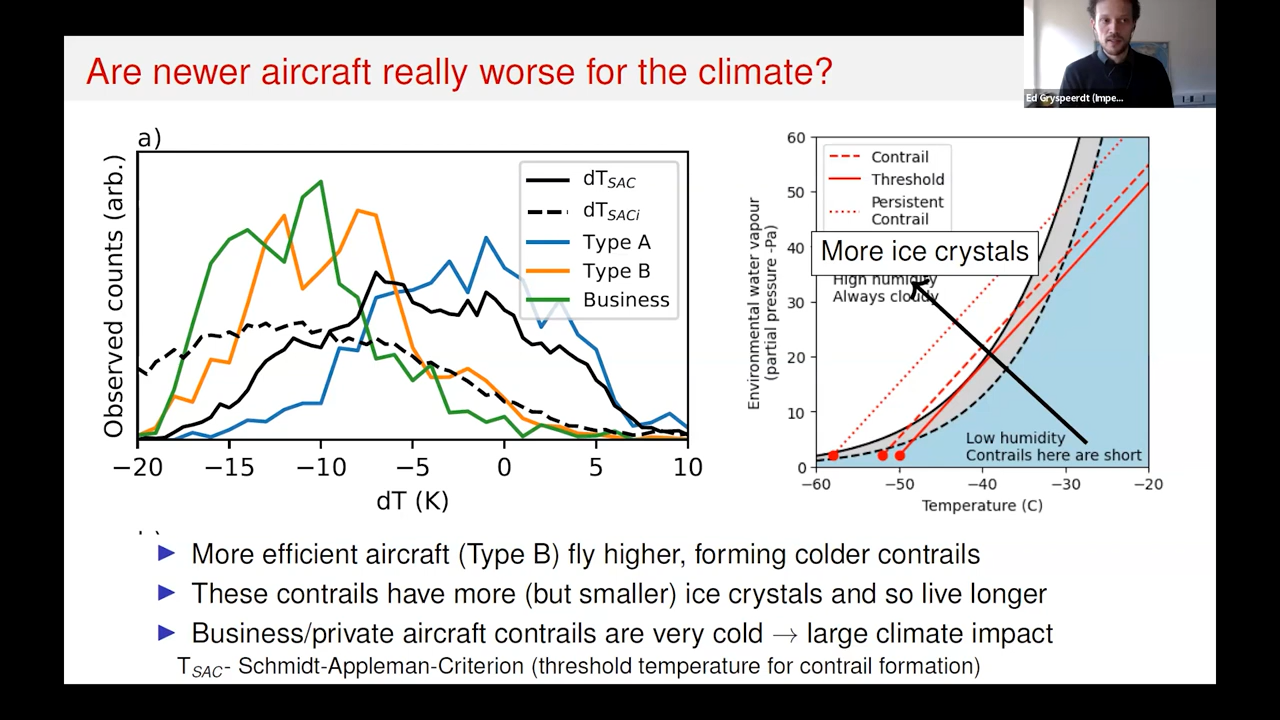 Are newer aircraft really worse for the climate?
Ed Gryspeerdt (Impe...
a)
Observed counts (arb.)
dT_SAC
dT_SACi
Type A
Type B
Business
−20 −15 −10 −5 0 5 10
dT (K)
Environmental water vapour
(partial pressure -Pa)
60
50
40
30
20
10
0
Contrail
Threshold
Persistent
Contrail
More ice crystals
High humidity
Always cloudy
Low humidity
Contrails here are short
−60 −50 −40 −30 −20
Temperature (C)
▶ More efficient aircraft (Type B) fly higher, forming colder contrails
▶ These contrails have more (but smaller) ice crystals and so live longer
▶ Business/private aircraft contrails are very cold → large climate impact
T_SAC- Schmidt-Appleman-Criterion (threshold temperature for contrail formation)